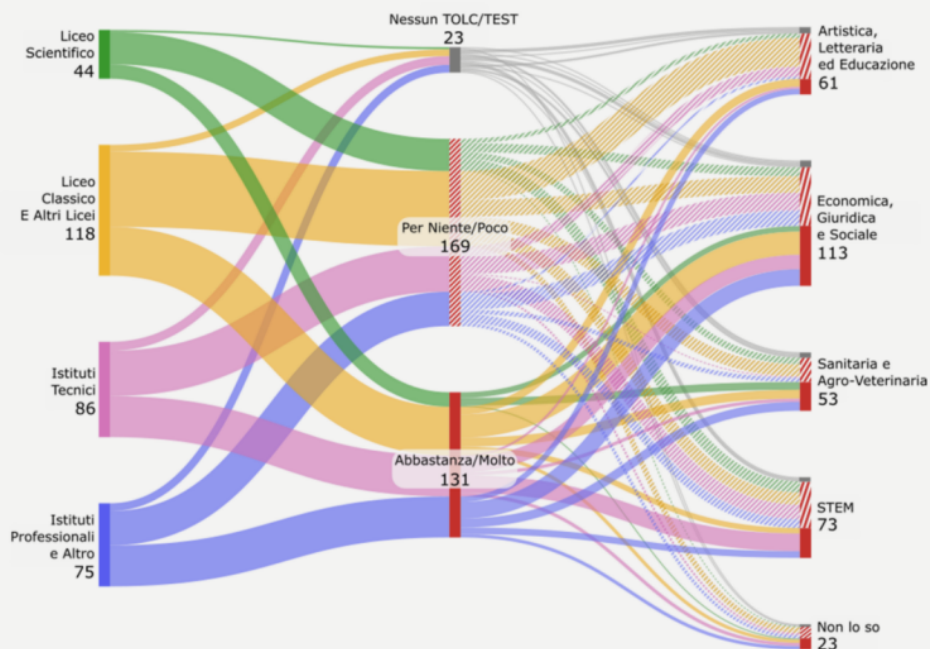 Liceo
Scientifico
44
Liceo
Classico
E Altri Licei
118
Istituti
Tecnici
86
Istituti
Professionali
e Altro
75
Nessun TOLC/TEST
23
Per Niente/Poco
169
Abbastanza/Molto
131
Artistica,
Letteraria
ed Educazione
61
Economica,
Giuridica
e Sociale
113
Sanitaria e
Agro-Veterinaria
53
STEM
73
Non lo so
23